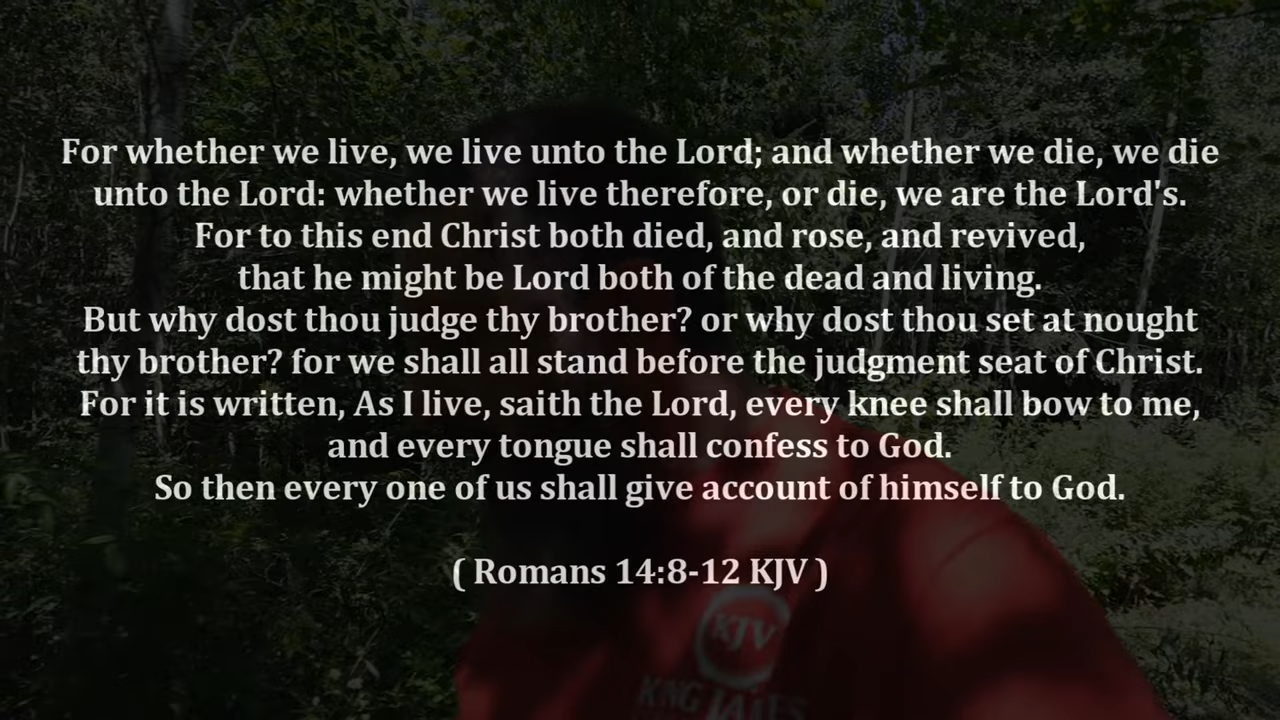 For whether we live, we live unto the Lord; and whether we die, we die
unto the Lord: whether we live therefore, or die, we are the Lord's.
For to this end Christ both died, and rose, and revived,
that he might be Lord both of the dead and living.
But why dost thou judge thy brother? or why dost thou set at nought
thy brother? for we shall all stand before the judgment seat of Christ.
For it is written, As I live, saith the Lord, every knee shall bow to me,
and every tongue shall confess to God.
So then every one of us shall give account of himself to God.
( Romans 14:8-12 KJV )
KJV
KING JAMES